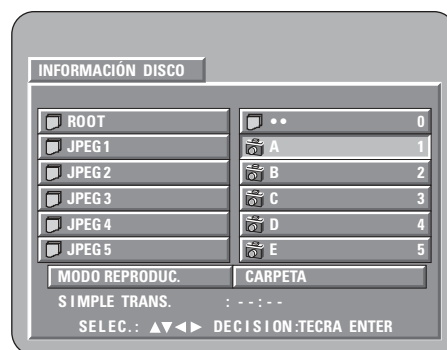 INFORMACIÓN DISCO
ROOT
JPEG1
JPEG2
JPEG3
JPEG4
JPEG5
•• 0
A 1
B 2
C 3
D 4
E 5
MODO REPRODUC. CARPETA
SIMPLE TRANS. : --:--
SELEC.: ▲▼◄► DECISION:TECRA ENTER